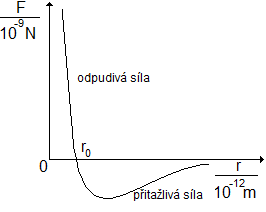 F
10⁻⁹N
odpudivá síla
r₀
0
r
10⁻¹²m
přitažlivá síla